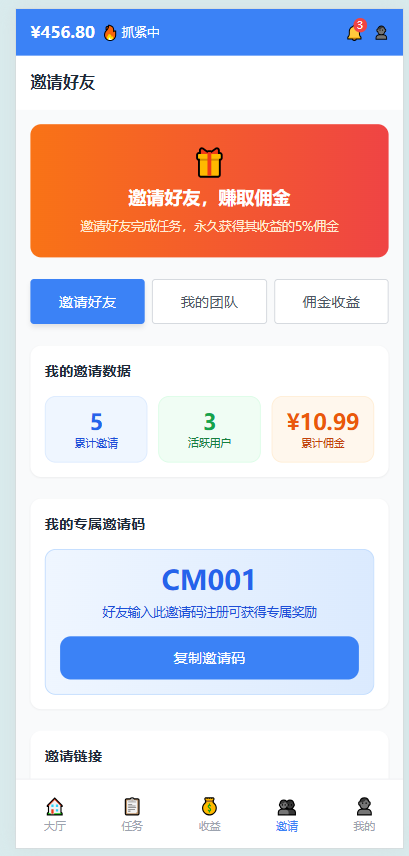 ¥456.80 抓紧中 3
邀请好友
邀请好友，赚取佣金
邀请好友完成任务，永久获得其收益的5%佣金
邀请好友 我的团队 佣金收益
我的邀请数据
5 3 ¥10.99
累计邀请 活跃用户 累计佣金
我的专属邀请码
CM001
好友输入此邀请码注册可获得专属奖励
复制邀请码
邀请链接
大厅 任务 收益 邀请 我的